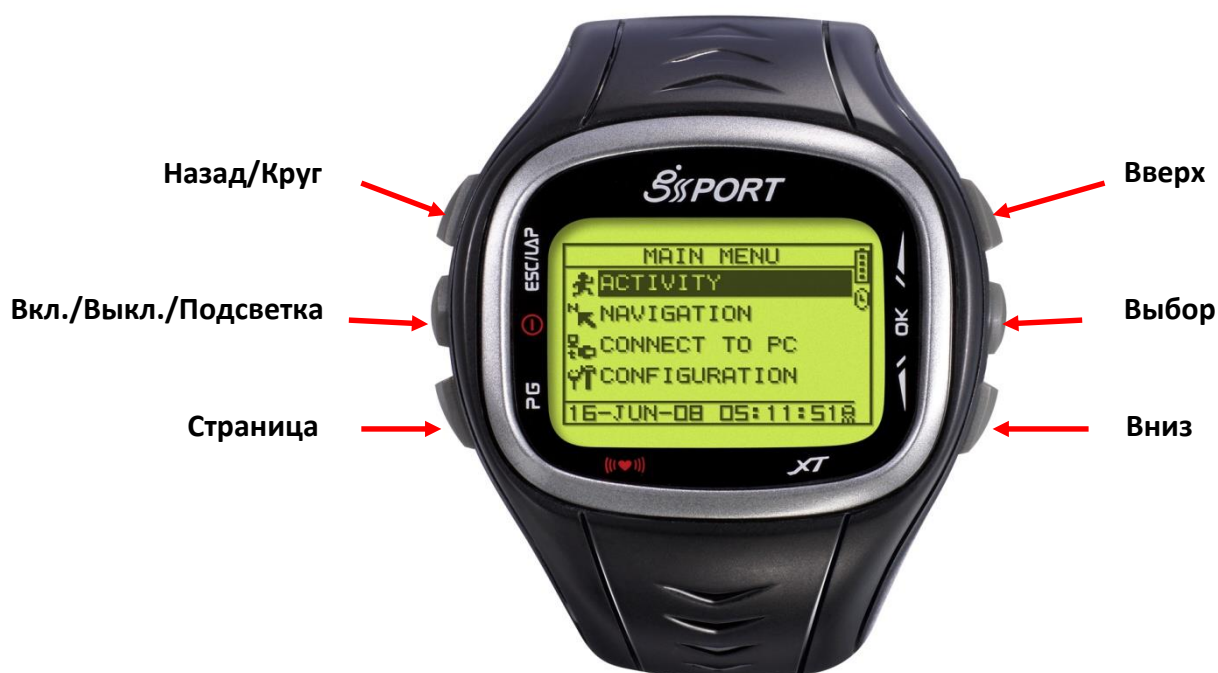 Назад/Круг
Вкл./Выкл./Подсветка
Страница
GSSPORT
ESC/LAP
PG
MAIN MENU
ACTIVITY
N
NAVIGATION
CONNECT TO PC
CONFIGURATION
16-JUN-08 05:11:51
OK
XT
Вверх
Выбор
Вниз